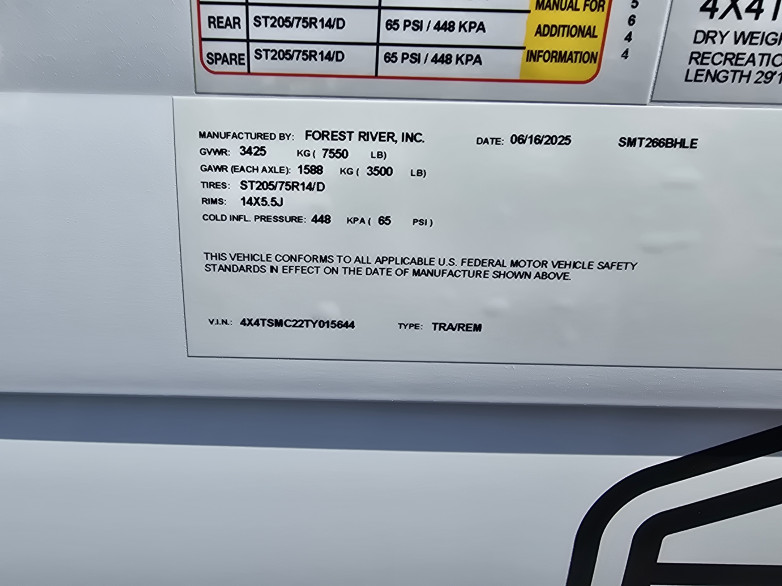 MANUAL FOR 5
REAR ST205/75R14/D 65 PSI / 448 KPA ADDITIONAL 6
4
SPARE ST205/75R14/D 65 PSI / 448 KPA INFORMATION 4
4X4T
DRY WEIG
RECREATIO
LENGTH 29'1
MANUFACTURED BY: FOREST RIVER, INC. DATE: 06/16/2025 SMT266BHLE
GVWR: 3425 KG ( 7550 LB)
GAWR (EACH AXLE): 1588 KG ( 3500 LB)
TIRES: ST205/75R14/D
RIMS: 14X5.5J
COLD INFL. PRESSURE: 448 KPA ( 65 PSI )
THIS VEHICLE CONFORMS TO ALL APPLICABLE U.S. FEDERAL MOTOR VEHICLE SAFETY
STANDARDS IN EFFECT ON THE DATE OF MANUFACTURE SHOWN ABOVE.
V.I.N.: 4X4TSMC22TY015644 TYPE: TRA/REM